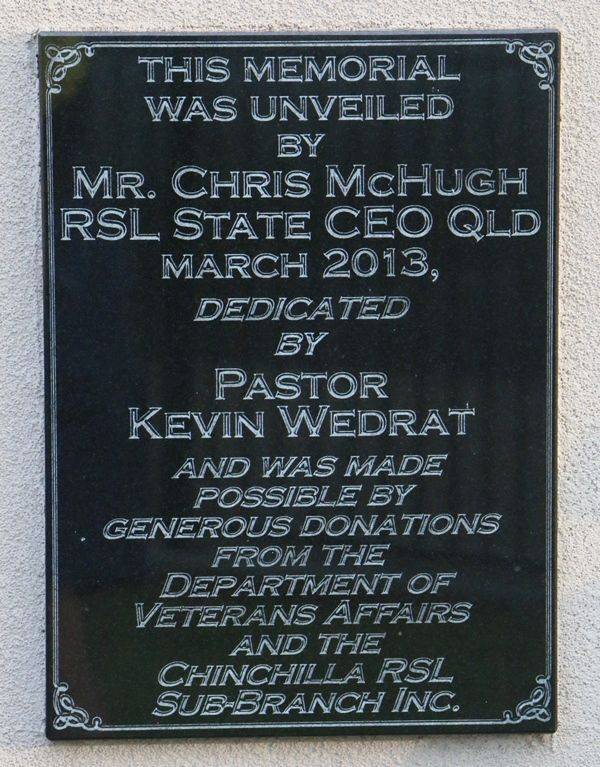 THIS MEMORIAL
WAS UNVEILED
BY
MR. CHRIS MCHUGH
RSL STATE CEO QLD
MARCH 2013,
DEDICATED
BY
PASTOR
KEVIN WEDRAT
AND WAS MADE
POSSIBLE BY
GENEROUS DONATIONS
FROM THE
DEPARTMENT OF
VETERANS AFFAIRS
AND THE
CHINCHILLA RSL
SUB-BRANCH INC.